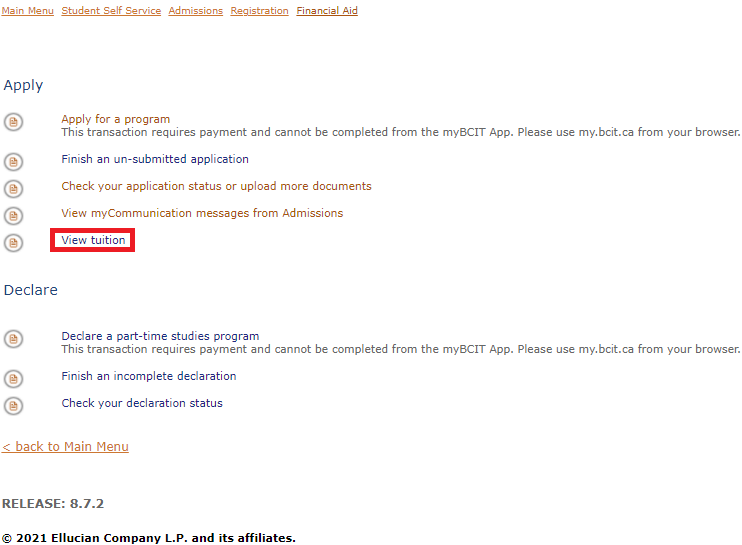 Main Menu Student Self Service Admissions Registration Financial Aid
Apply
Apply for a program
This transaction requires payment and cannot be completed from the myBCIT App. Please use my.bcit.ca from your browser.
Finish an un-submitted application
Check your application status or upload more documents
View myCommunication messages from Admissions
View tuition
Declare
Declare a part-time studies program
This transaction requires payment and cannot be completed from the myBCIT App. Please use my.bcit.ca from your browser.
Finish an incomplete declaration
Check your declaration status
< back to Main Menu
RELEASE: 8.7.2
© 2021 Ellucian Company L.P. and its affiliates.